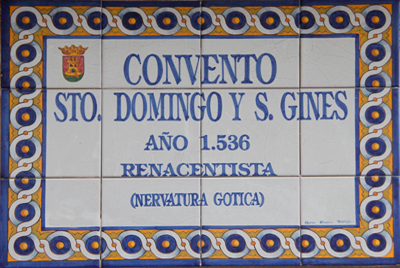 CONVENTO
STO. DOMINGO Y S. GINES
AÑO 1.536
RENACENTISTA
(NERVATURA GOTICA)